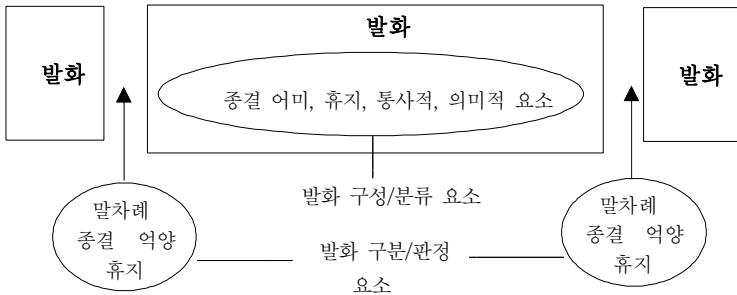 발화
발화
발화
종결 어미, 휴지, 통사적, 의미적 요소
발화 구성/분류 요소
말차례
종결 억양
휴지
발화 구분/판정
요소
말차례
종결 억양
휴지